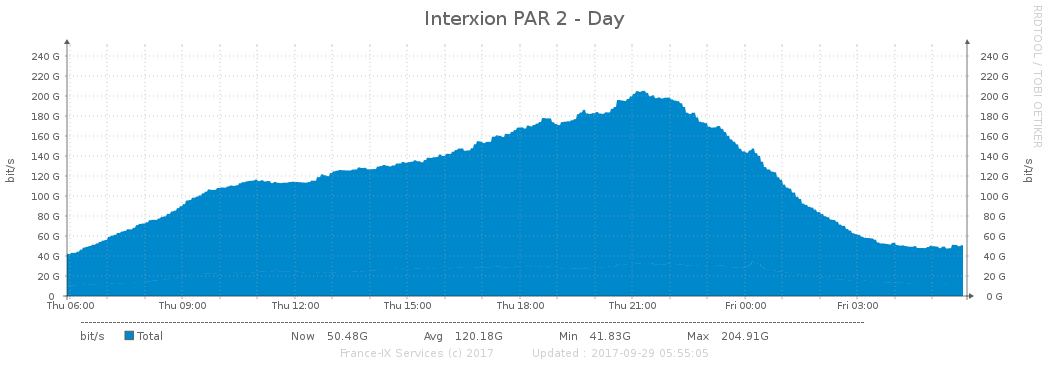 Interxion PAR 2 - Day
RRDTOOL / TOBI OETIKER
bit/s
240 G 240 G
220 G 220 G
200 G 200 G
180 G 180 G
160 G 160 G
140 G 140 G
120 G 120 G
100 G 100 G
80 G 80 G
60 G 60 G
40 G 40 G
20 G 20 G
0 0 G
bit/s
Thu 06:00 Thu 09:00 Thu 12:00 Thu 15:00 Thu 18:00 Thu 21:00 Fri 00:00 Fri 03:00
bit/s Total Now 50.48G Avg 120.18G Min 41.83G Max 204.91G
France-IX Services (c) 2017 Updated : 2017-09-29 05:55:05